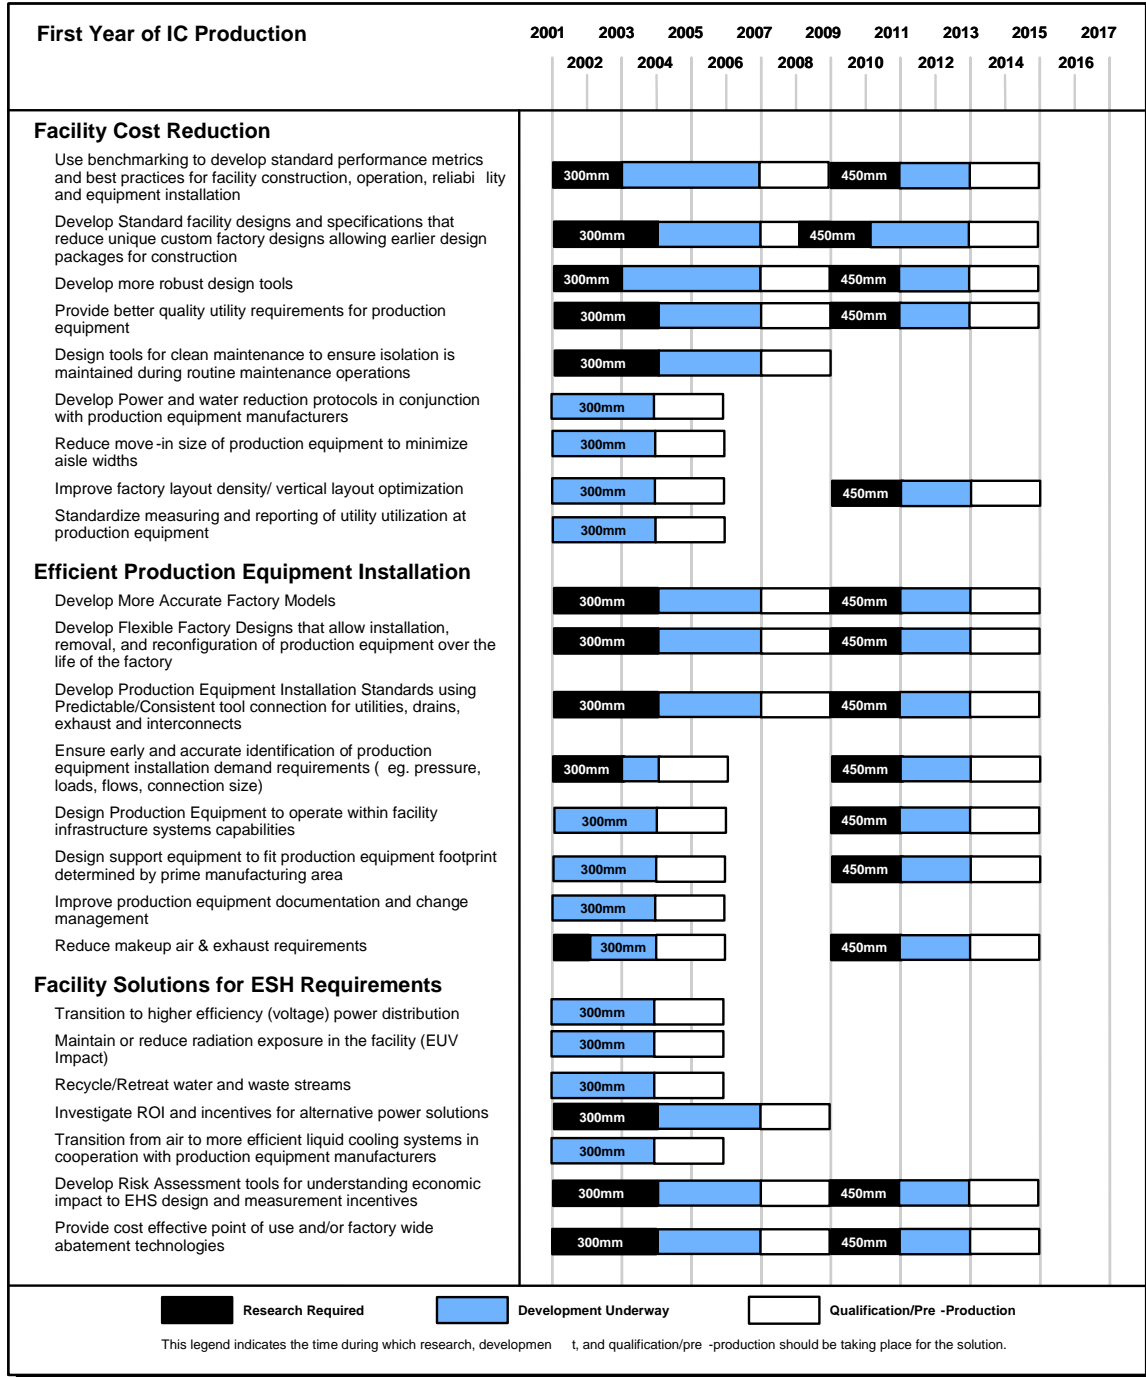 First Year of IC Production
2001 2003 2005 2007 2009 2011 2013 2015 2017
2002 2004 2006 2008 2010 2012 2014 2016
Facility Cost Reduction
Use benchmarking to develop standard performance metrics
and best practices for facility construction, operation, reliabi lity
and equipment installation
300mm 450mm
Develop Standard facility designs and specifications that
reduce unique custom factory designs allowing earlier design
packages for construction
300mm 450mm
Develop more robust design tools
300mm 450mm
Provide better quality utility requirements for production
equipment
300mm 450mm
Design tools for clean maintenance to ensure isolation is
maintained during routine maintenance operations
300mm
Develop Power and water reduction protocols in conjunction
with production equipment manufacturers
300mm
Reduce move -in size of production equipment to minimize
aisle widths
300mm
Improve factory layout density/ vertical layout optimization
300mm 450mm
Standardize measuring and reporting of utility utilization at
production equipment
300mm
Efficient Production Equipment Installation
Develop More Accurate Factory Models
300mm 450mm
Develop Flexible Factory Designs that allow installation,
removal, and reconfiguration of production equipment over the
life of the factory
300mm 450mm
Develop Production Equipment Installation Standards using
Predictable/Consistent tool connection for utilities, drains,
exhaust and interconnects
300mm 450mm
Ensure early and accurate identification of production
equipment installation demand requirements ( eg. pressure,
loads, flows, connection size)
300mm 450mm
Design Production Equipment to operate within facility
infrastructure systems capabilities
300mm 450mm
Design support equipment to fit production equipment footprint
determined by prime manufacturing area
300mm 450mm
Improve production equipment documentation and change
management
300mm
Reduce makeup air & exhaust requirements
300mm 450mm
Facility Solutions for ESH Requirements
Transition to higher efficiency (voltage) power distribution
300mm
Maintain or reduce radiation exposure in the facility (EUV
Impact)
300mm
Recycle/Retreat water and waste streams
300mm
Investigate ROI and incentives for alternative power solutions
300mm
Transition from air to more efficient liquid cooling systems in
cooperation with production equipment manufacturers
300mm
Develop Risk Assessment tools for understanding economic
impact to EHS design and measurement incentives
300mm 450mm
Provide cost effective point of use and/or factory wide
abatement technologies
300mm 450mm
Research Required Development Underway Qualification/Pre -Production
This legend indicates the time during which research, developmen t, and qualification/pre -production should be taking place for the solution.